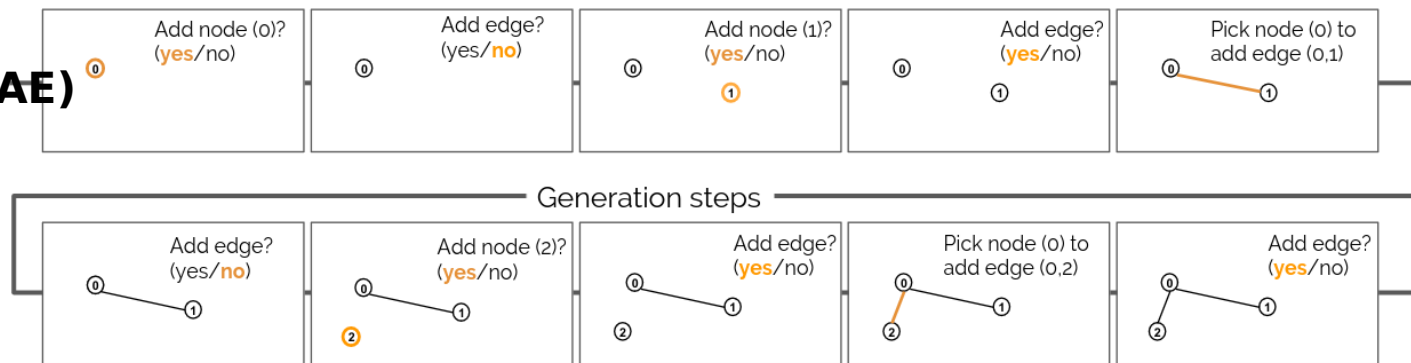 Add node (0)?
(yes/no)
0
Add edge?
(yes/no)
0
Add node (1)?
(yes/no)
0
1
Add edge?
(yes/no)
0
1
Pick node (0) to
add edge (0,1)
0
1
AE)
Generation steps
Add edge?
(yes/no)
0
1
Add node (2)?
(yes/no)
0
1
2
Add edge?
(yes/no)
0
1
2
Pick node (0) to
add edge (0,2)
0
1
2
Add edge?
(yes/no)
0
1
2